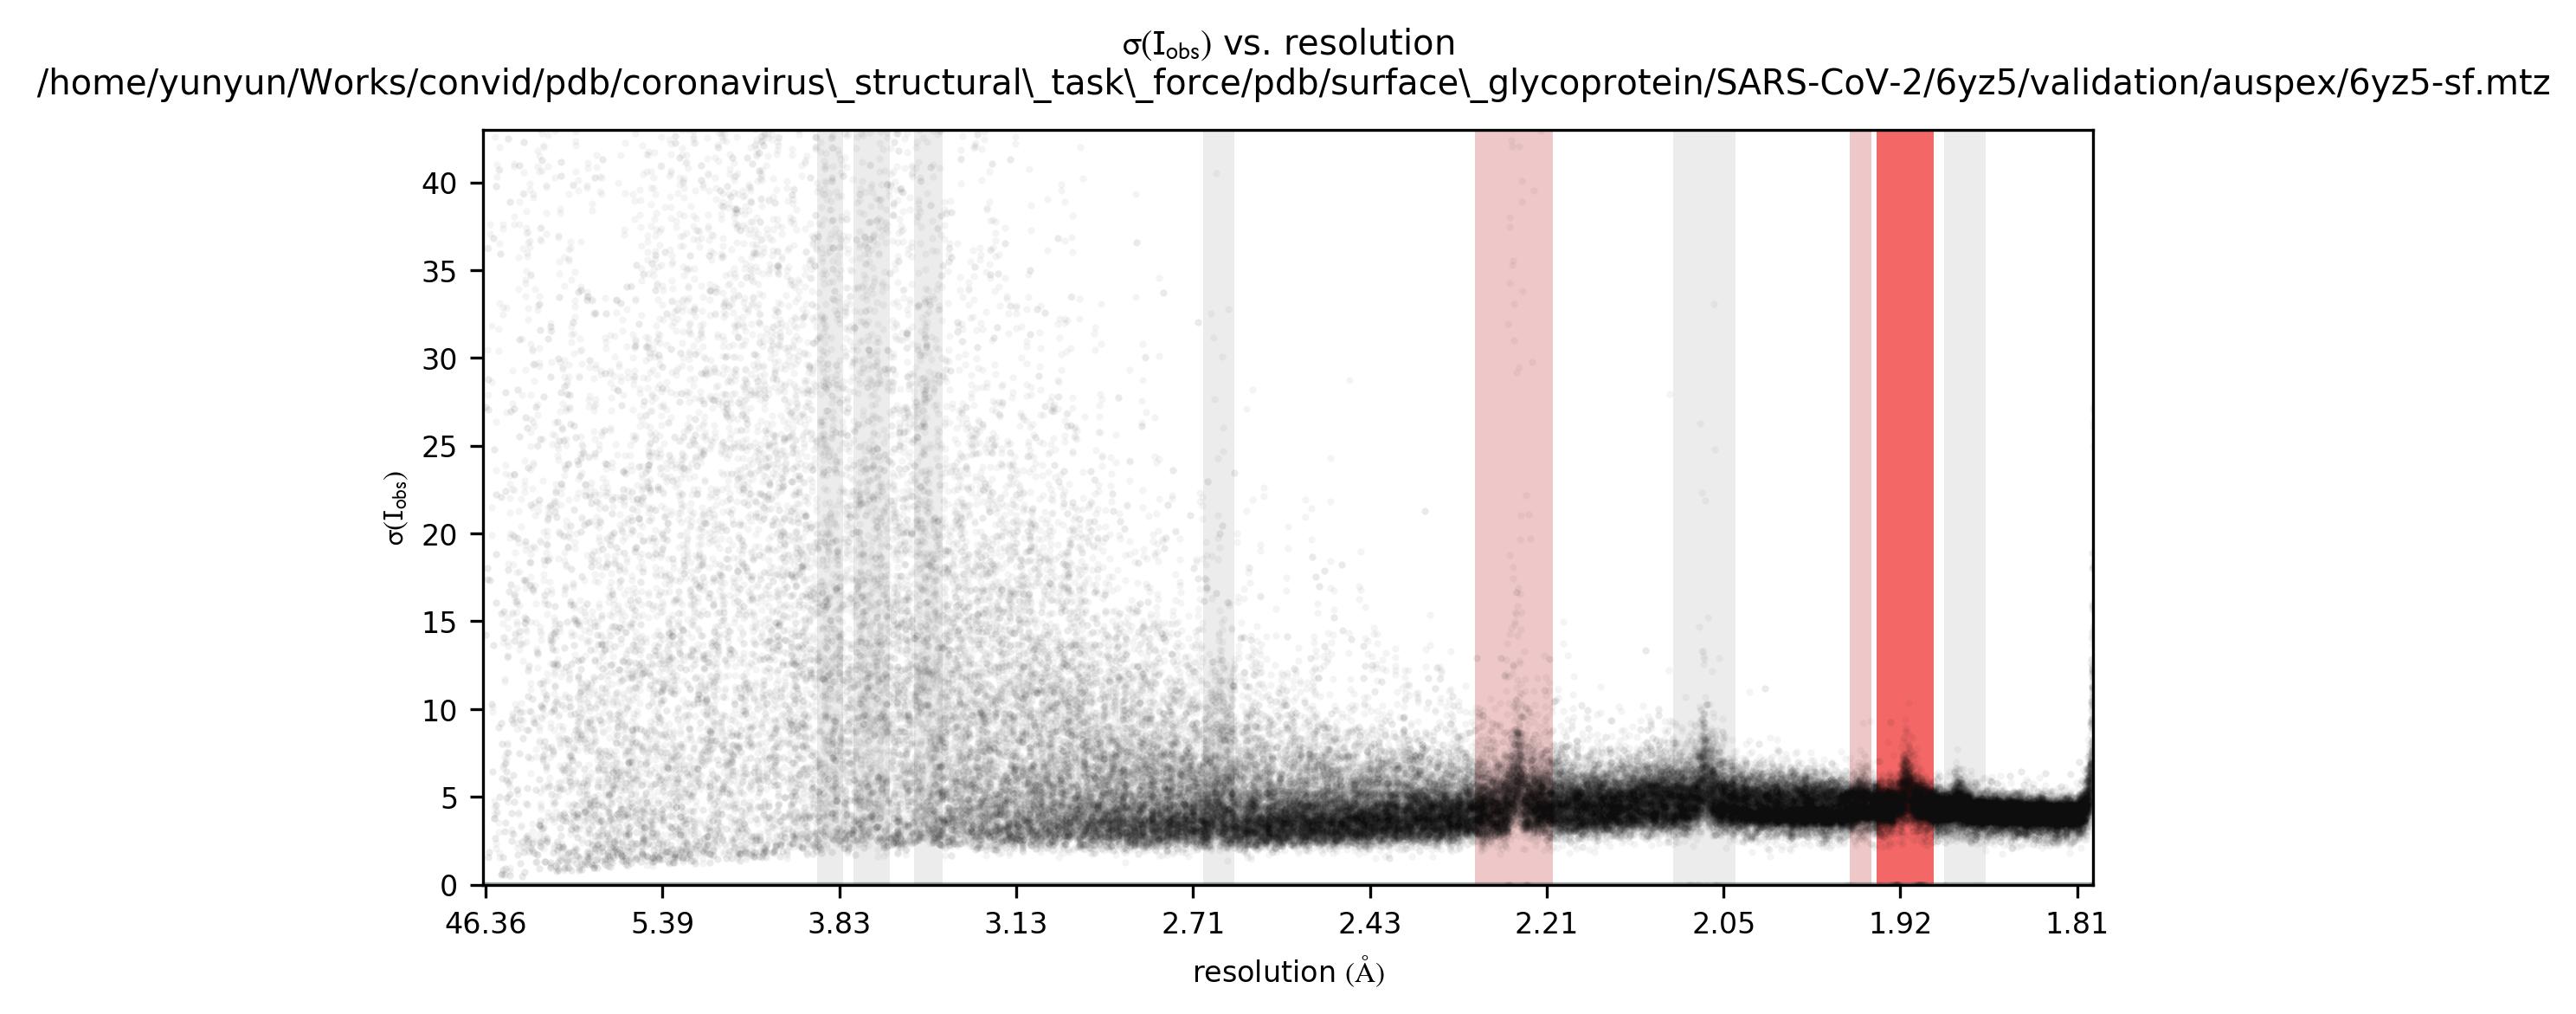 σ(I_obs) vs. resolution
/home/yunyun/Works/convid/pdb/coronavirus\_structural\_task\_force/pdb/surface\_glycoprotein/SARS-CoV-2/6yz5/validation/auspex/6yz5-sf.mtz
40
35
30
25
20
15
10
5
0
σ(I_obs)
46.36 5.39 3.83 3.13 2.71 2.43 2.21 2.05 1.92 1.81
resolution (Å)